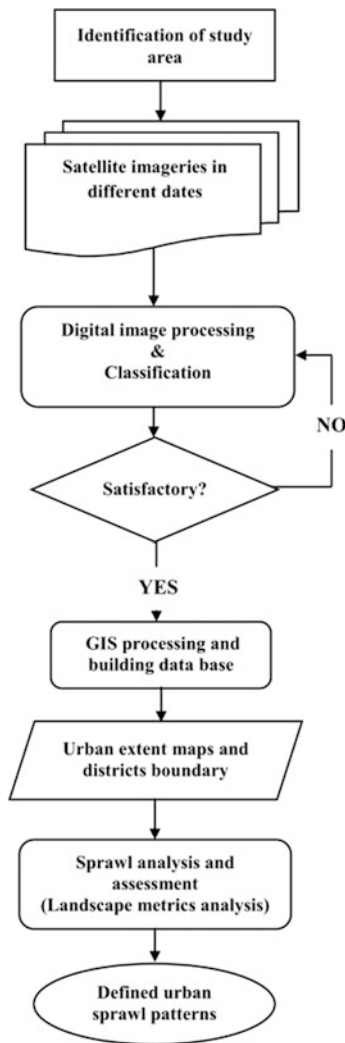 Identification of study
area
Satellite imageries in
different dates
Digital image processing
&
Classification
NO
Satisfactory?
YES
GIS processing and
building data base
Urban extent maps and
districts boundary
Sprawl analysis and
assessment
(Landscape metrics analysis)
Defined urban
sprawl patterns